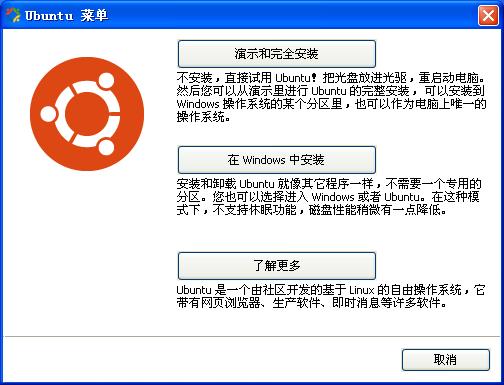 Ubuntu 菜单
演示和完全安装
不安装，直接试用 Ubuntu！把光盘放进光驱，重启动电脑。
然后您可以从演示里进行 Ubuntu 的完整安装，可以安装到
Windows 操作系统的某个分区里，也可以作为电脑上唯一的
操作系统。
在 Windows 中安装
安装和卸载 Ubuntu 就像其它程序一样，不需要一个专用的
分区。您也可以选择进入 Windows 或者 Ubuntu。在这种模
式下，不支持休眠功能，磁盘性能稍微有一点降低。
了解更多
Ubuntu 是一个由社区开发的基于 Linux 的自由操作系统，它
带有网页浏览器、生产软件、即时消息等许多软件。
取消